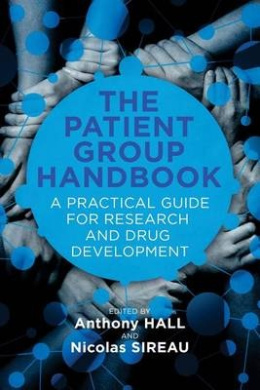 THE
PATIENT
GROUP
HANDBOOK
A PRACTICAL GUIDE
FOR RESEARCH
AND DRUG
DEVELOPMENT
EDITED BY
Anthony HALL
AND
Nicolas SIREAU